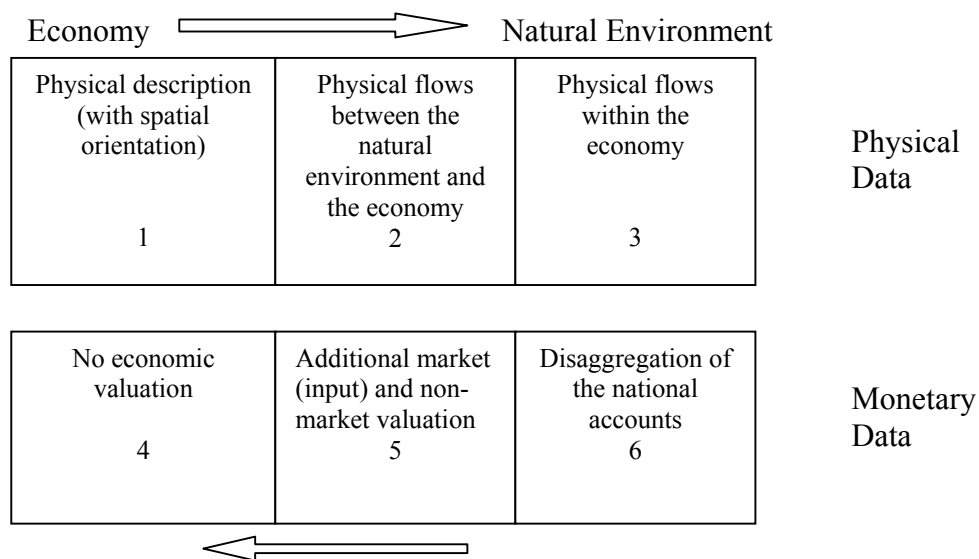 Economy Natural Environment
Physical description
(with spatial
orientation)
1
Physical flows
between the
natural
environment and
the economy
2
Physical flows
within the
economy
3
Physical
Data
No economic
valuation
4
Additional market
(input) and non-
market valuation
5
Disaggregation of
the national
accounts
6
Monetary
Data